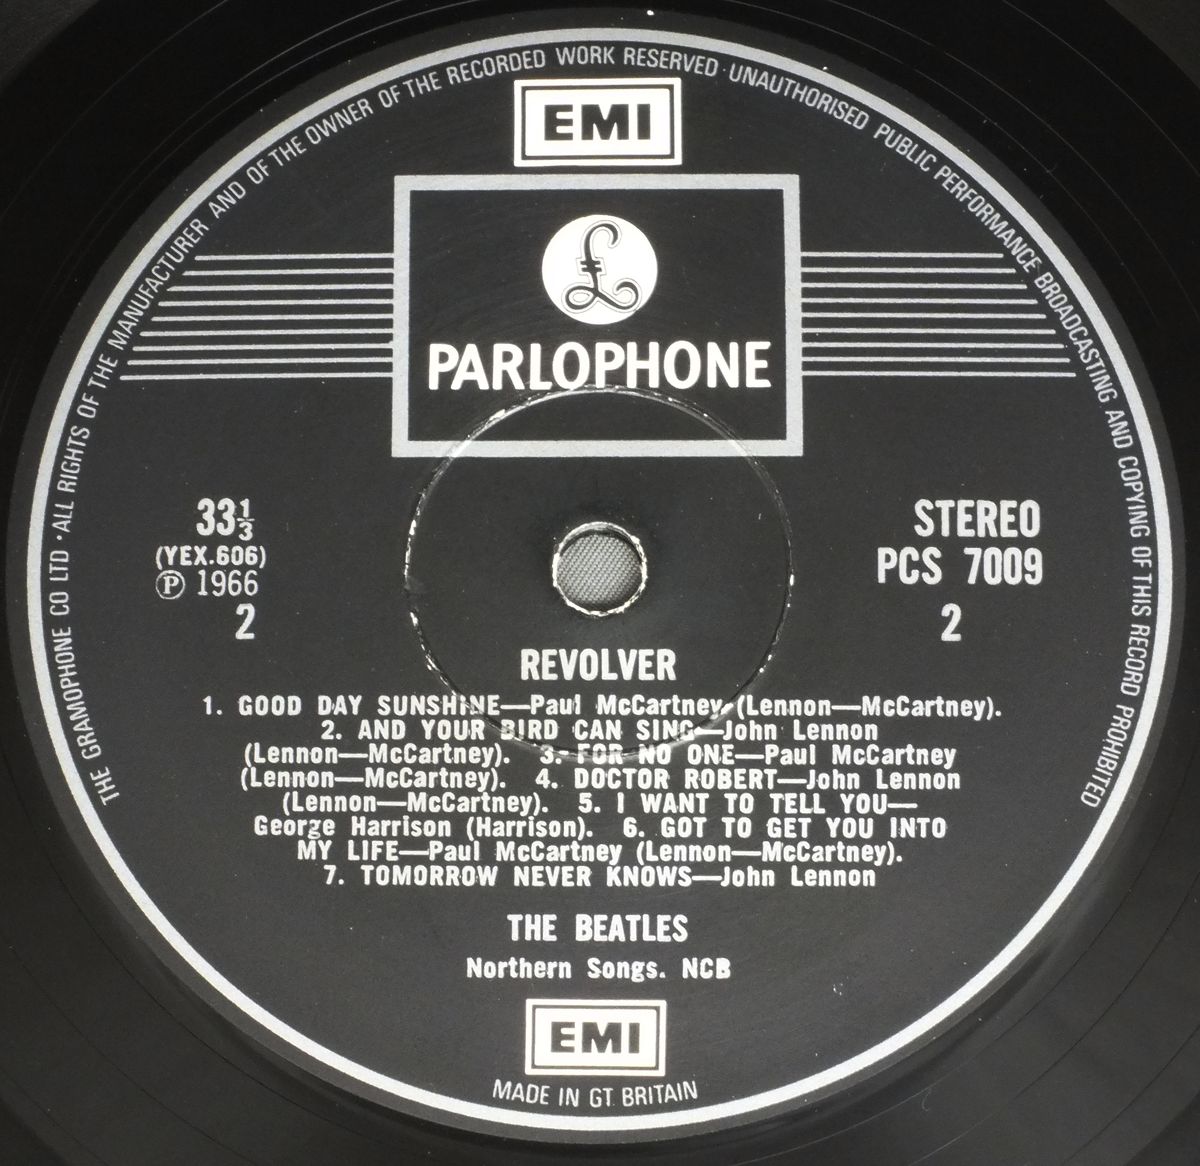 THE GRAMOPHONE CO LTD · ALL RIGHTS OF THE MANUFACTURER AND OF THE OWNER OF THE RECORDED WORK RESERVED · UNAUTHORISED PUBLIC PERFORMANCE BROADCASTING AND COPYING OF THIS RECORD PROHIBITED
EMI
£
PARLOPHONE
33⅓
(YEX.606)
Ⓟ 1966
2
STEREO
PCS 7009
2
REVOLVER
1. GOOD DAY SUNSHINE—Paul McCartney (Lennon—McCartney).
2. AND YOUR BIRD CAN SING—John Lennon
(Lennon—McCartney). 3. FOR NO ONE—Paul McCartney
(Lennon—McCartney). 4. DOCTOR ROBERT—John Lennon
(Lennon—McCartney). 5. I WANT TO TELL YOU—
George Harrison (Harrison). 6. GOT TO GET YOU INTO
MY LIFE—Paul McCartney (Lennon—McCartney).
7. TOMORROW NEVER KNOWS—John Lennon
THE BEATLES
Northern Songs. NCB
EMI
MADE IN GT. BRITAIN